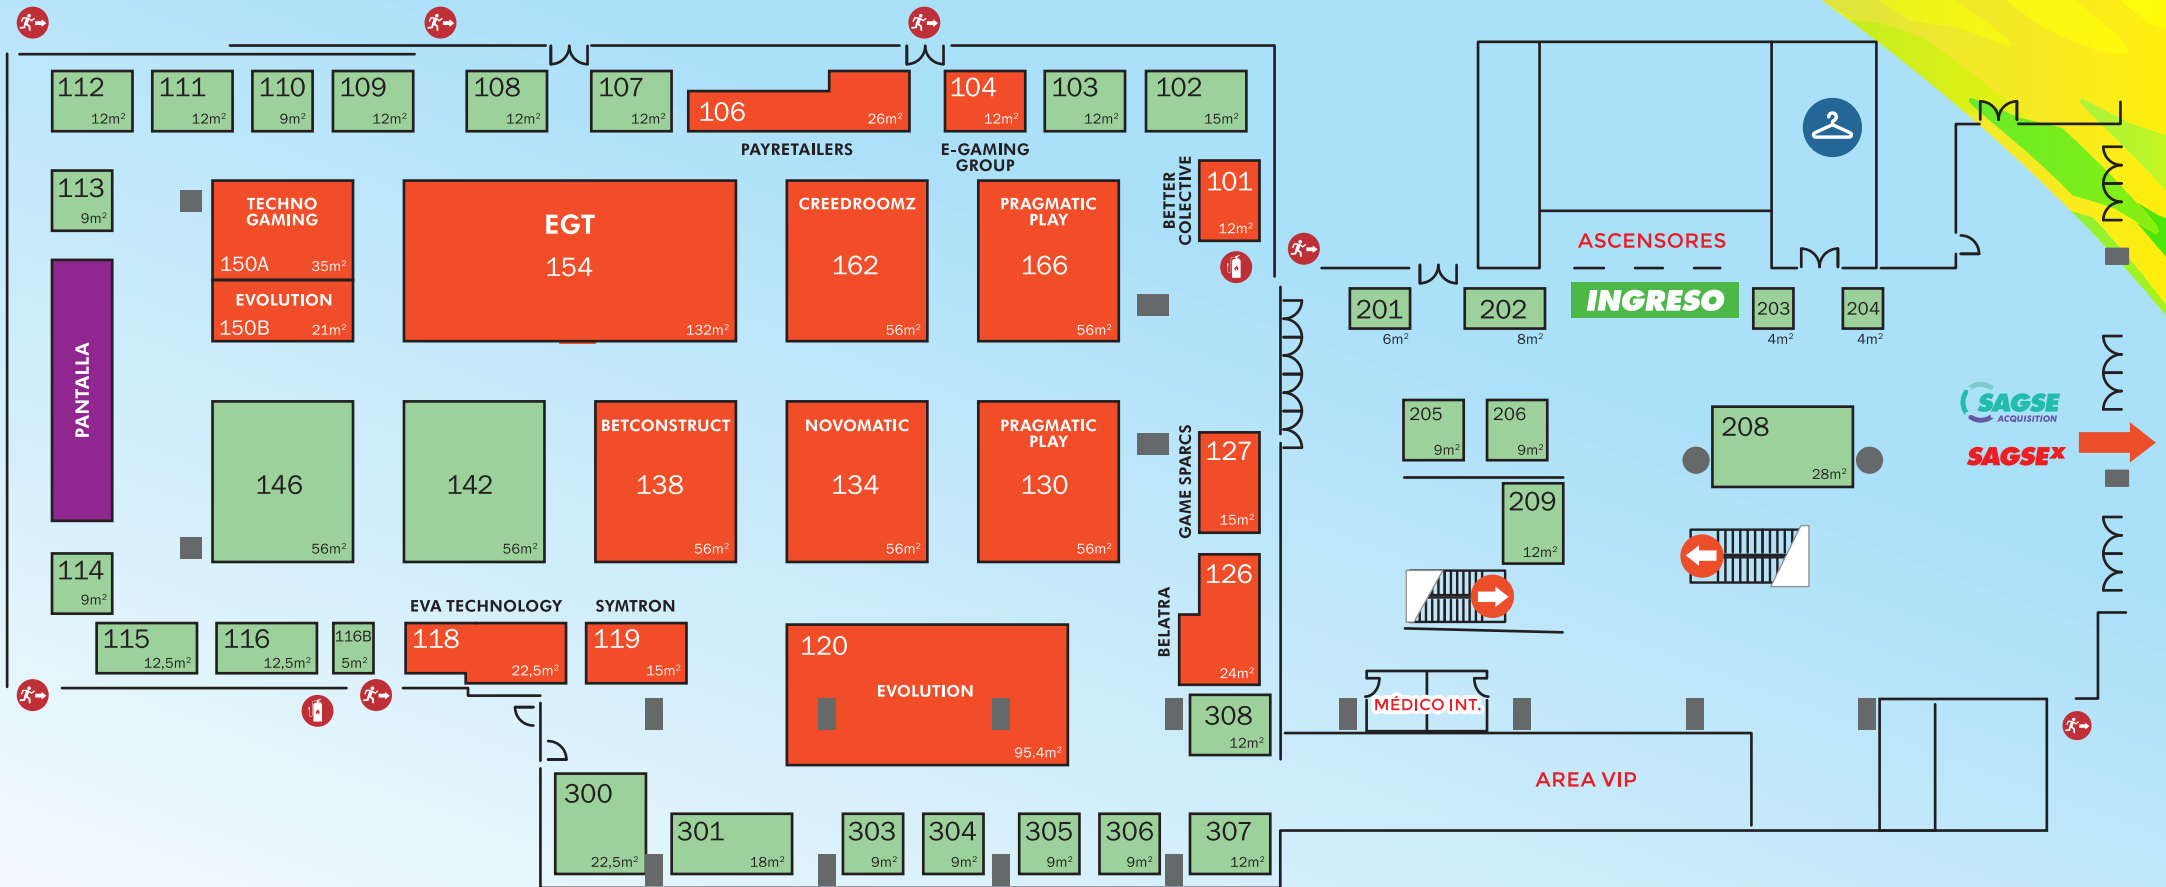 112
12m²
111
12m²
110
9m²
109
12m²
108
12m²
107
12m²
106
26m²
PAYRETAILERS
104
12m²
E-GAMING
GROUP
103
12m²
102
15m²
113
9m²
TECHNO
GAMING
150A 35m²
EVOLUTION
150B 21m²
EGT
154
132m²
CREEDROOMZ
162
56m²
PRAGMATIC
PLAY
166
56m²
BETTER
COLECTIVE
101
12m²
PANTALLA
146
56m²
142
56m²
BETCONSTRUCT
138
56m²
NOVOMATIC
134
56m²
PRAGMATIC
PLAY
130
56m²
GAME SPARCS
127
15m²
114
9m²
115
12,5m²
116
12,5m²
116B
5m²
EVA TECHNOLOGY
118
22,5m²
SYMTRON
119
15m²
120
EVOLUTION
95,4m²
BELATRA
126
24m²
308
12m²
300
22,5m²
301
18m²
303
9m²
304
9m²
305
9m²
306
9m²
307
12m²
ASCENSORES
INGRESO
201
6m²
202
8m²
203
4m²
204
4m²
205
9m²
206
9m²
208
28m²
209
12m²
SAGSE
ACQUISITION
SAGSEX
MÉDICO INT.
AREA VIP